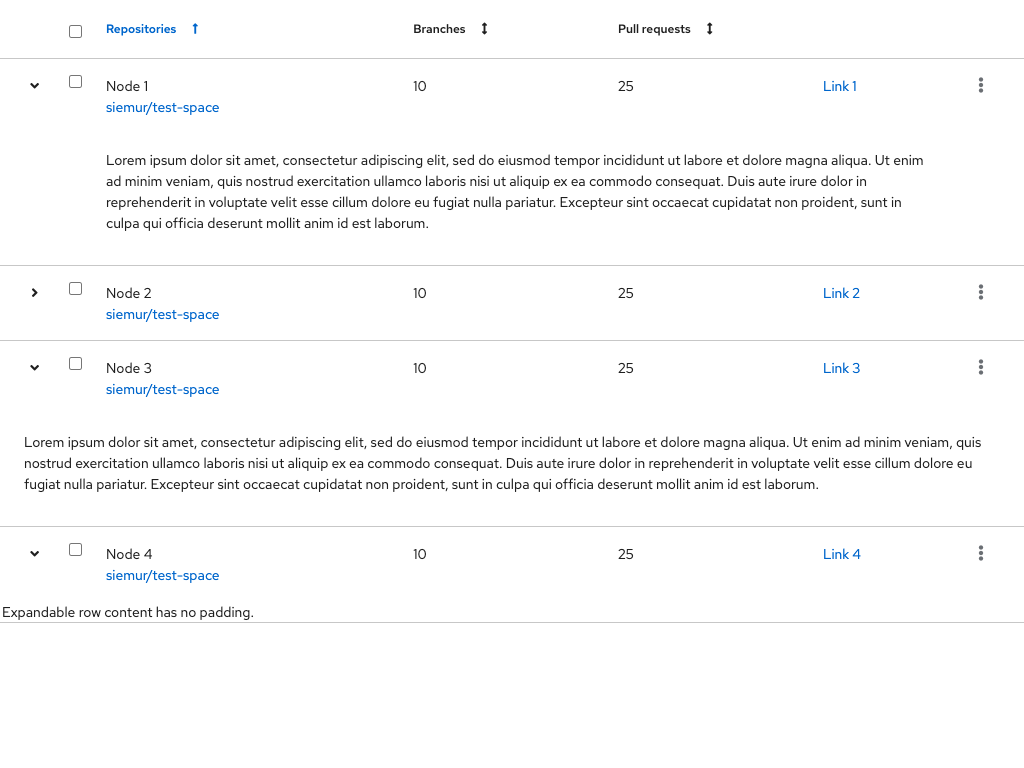 Repositories Branches Pull requests
Node 1 10 25 Link 1
siemur/test-space
Lorem ipsum dolor sit amet, consectetur adipiscing elit, sed do eiusmod tempor incididunt ut labore et dolore magna aliqua. Ut enim
ad minim veniam, quis nostrud exercitation ullamco laboris nisi ut aliquip ex ea commodo consequat. Duis aute irure dolor in
reprehenderit in voluptate velit esse cillum dolore eu fugiat nulla pariatur. Excepteur sint occaecat cupidatat non proident, sunt in
culpa qui officia deserunt mollit anim id est laborum.
Node 2 10 25 Link 2
siemur/test-space
Node 3 10 25 Link 3
siemur/test-space
Lorem ipsum dolor sit amet, consectetur adipiscing elit, sed do eiusmod tempor incididunt ut labore et dolore magna aliqua. Ut enim ad minim veniam, quis
nostrud exercitation ullamco laboris nisi ut aliquip ex ea commodo consequat. Duis aute irure dolor in reprehenderit in voluptate velit esse cillum dolore eu
fugiat nulla pariatur. Excepteur sint occaecat cupidatat non proident, sunt in culpa qui officia deserunt mollit anim id est laborum.
Node 4 10 25 Link 4
siemur/test-space
Expandable row content has no padding.